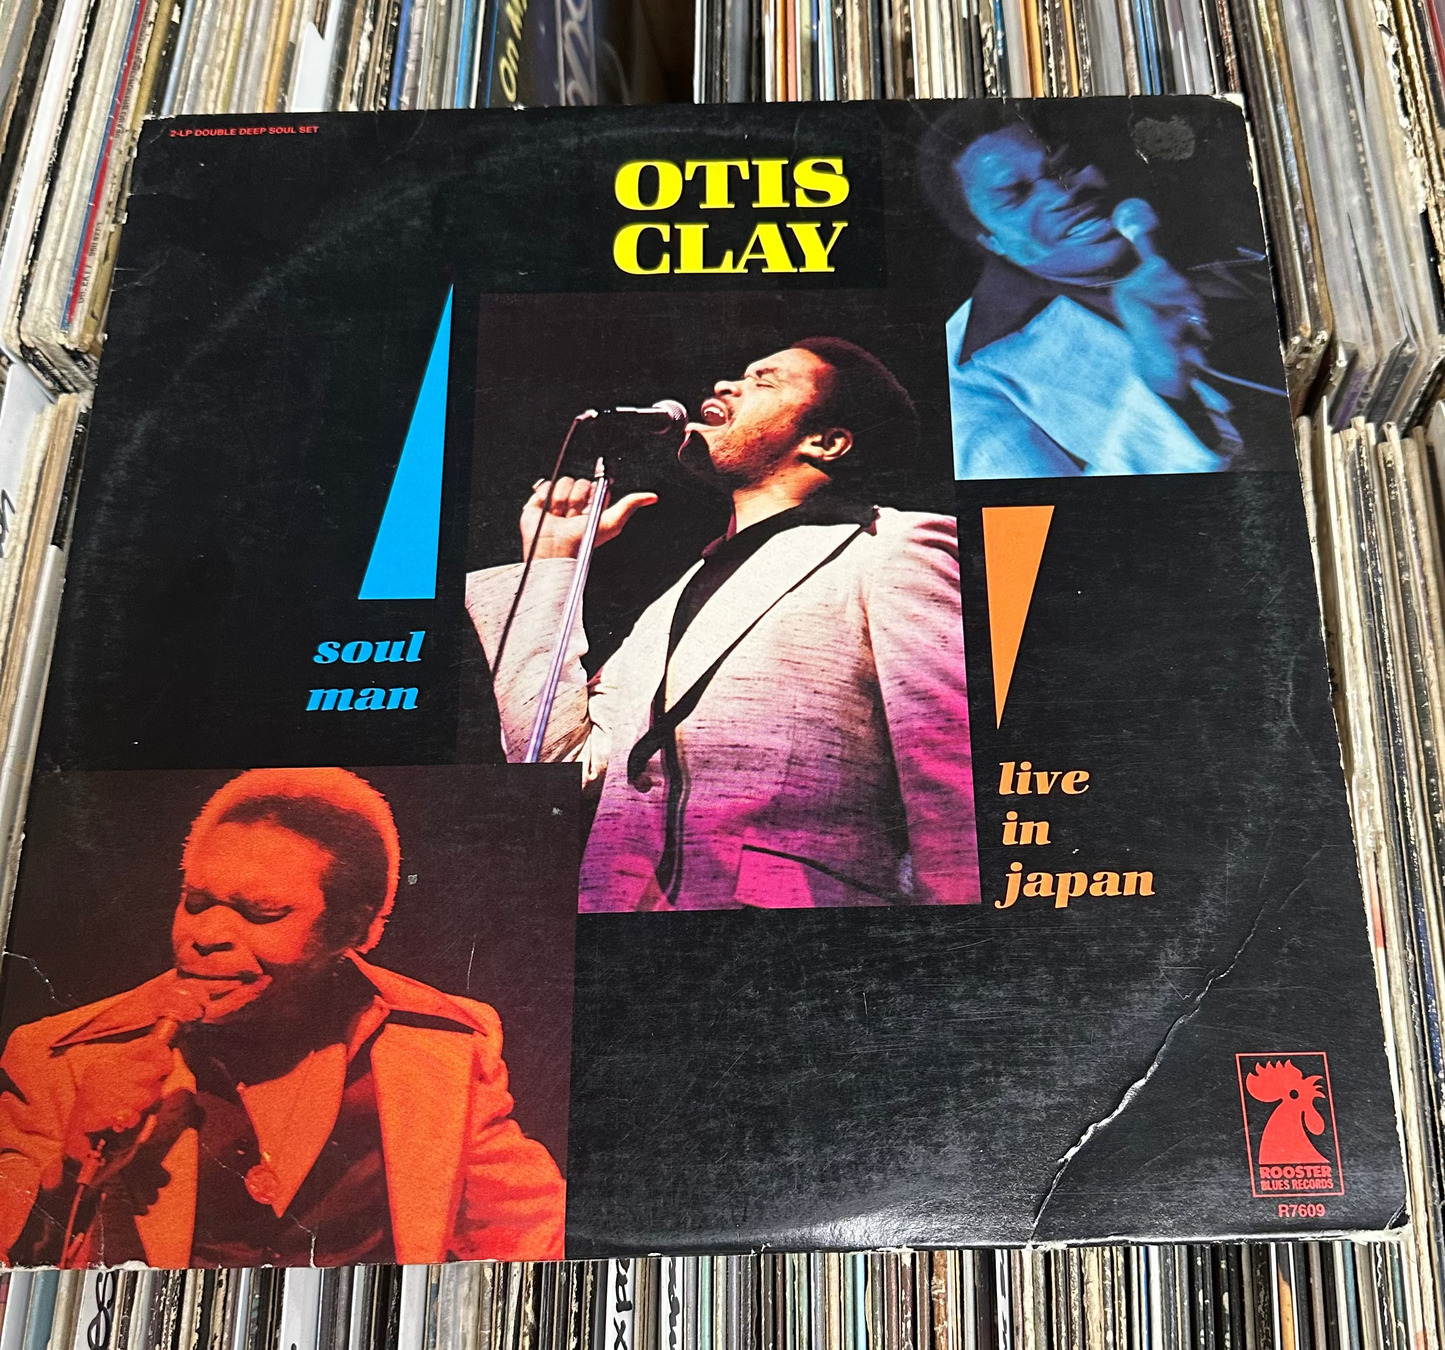 2-LP DOUBLE DEEP SOUL SET
OTIS
CLAY
soul
man
live
in
japan
ROOSTER
BLUES RECORDS
R7609